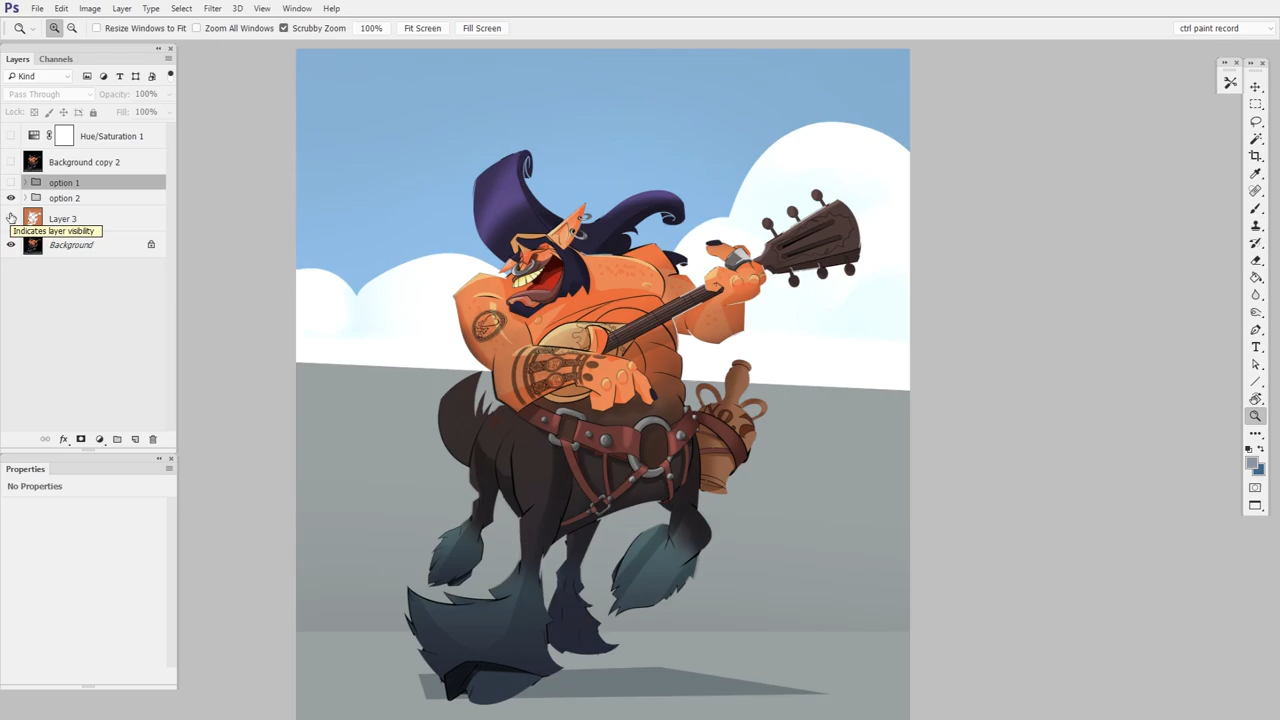 Ps File Edit Image Layer Type Select Filter 3D View Window Help
Resize Windows to Fit Zoom All Windows Scrubby Zoom 100% Fit Screen Fill Screen ctrl paint record
Layers Channels
Kind
Pass Through Opacity: 100%
Lock: Fill: 100%
Hue/Saturation 1
Background copy 2
option 1
option 2
Layer 3
Indicates layer visibility
Background
fx
Properties
No Properties